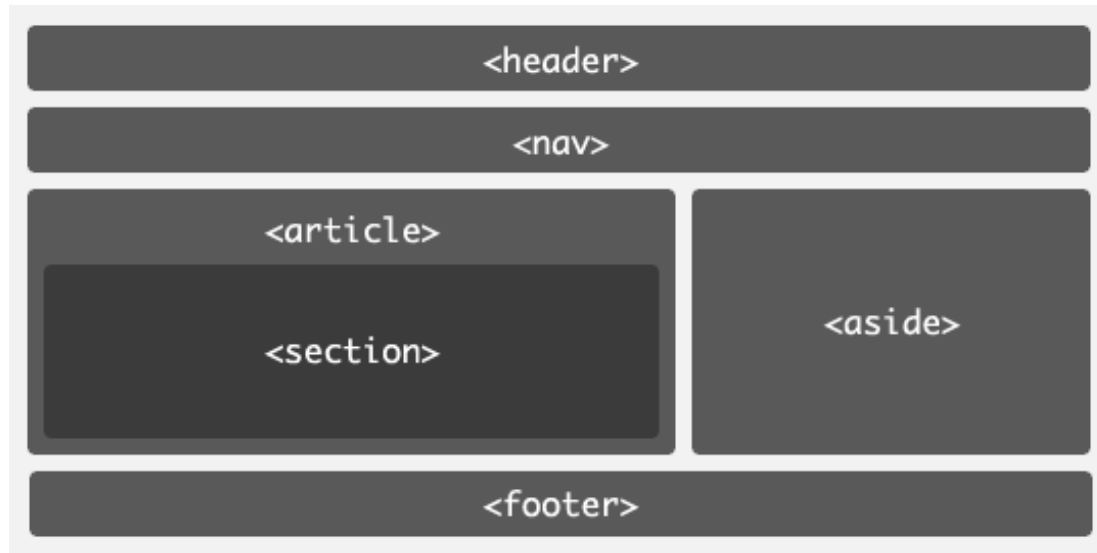 <header>
<nav>
<article>
<section>
<aside>
<footer>